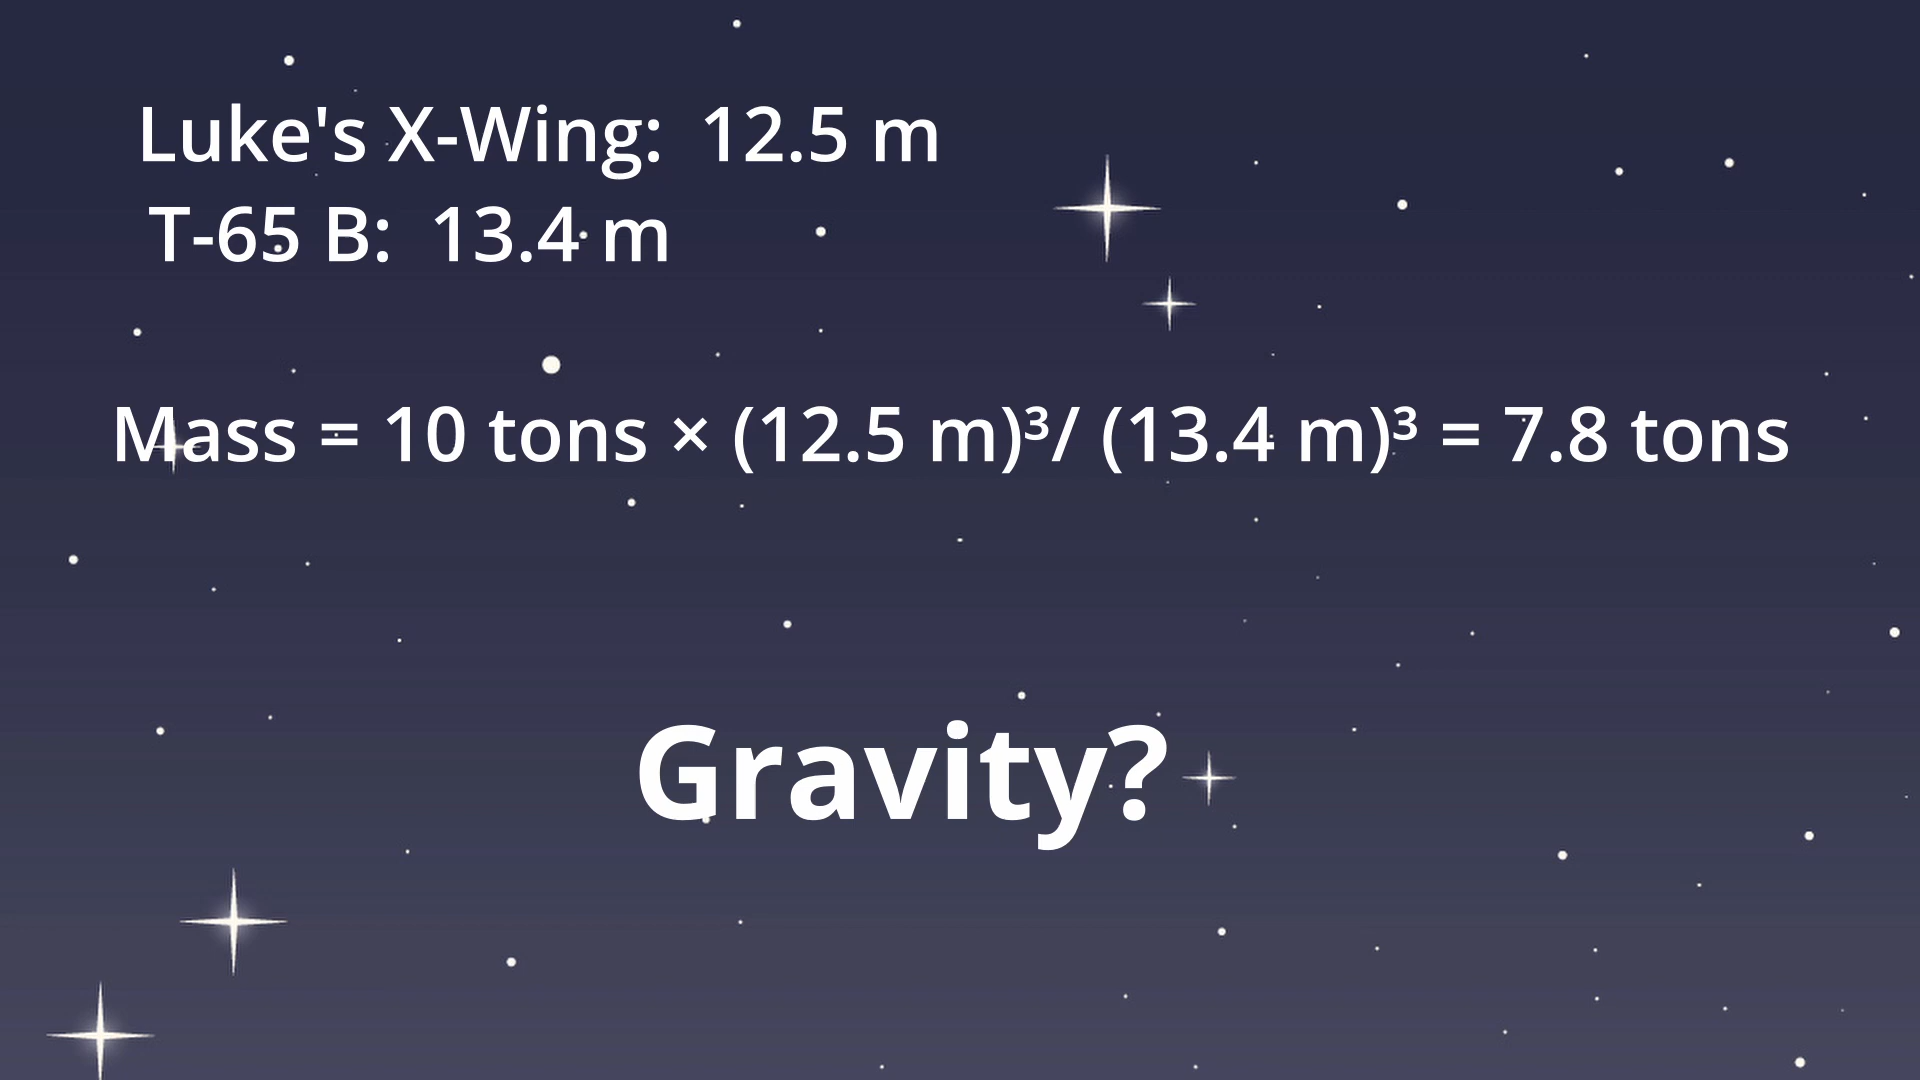 Luke's X-Wing: 12.5 m
T-65 B: 13.4 m
Mass = 10 tons × (12.5 m)³/ (13.4 m)³ = 7.8 tons
Gravity?